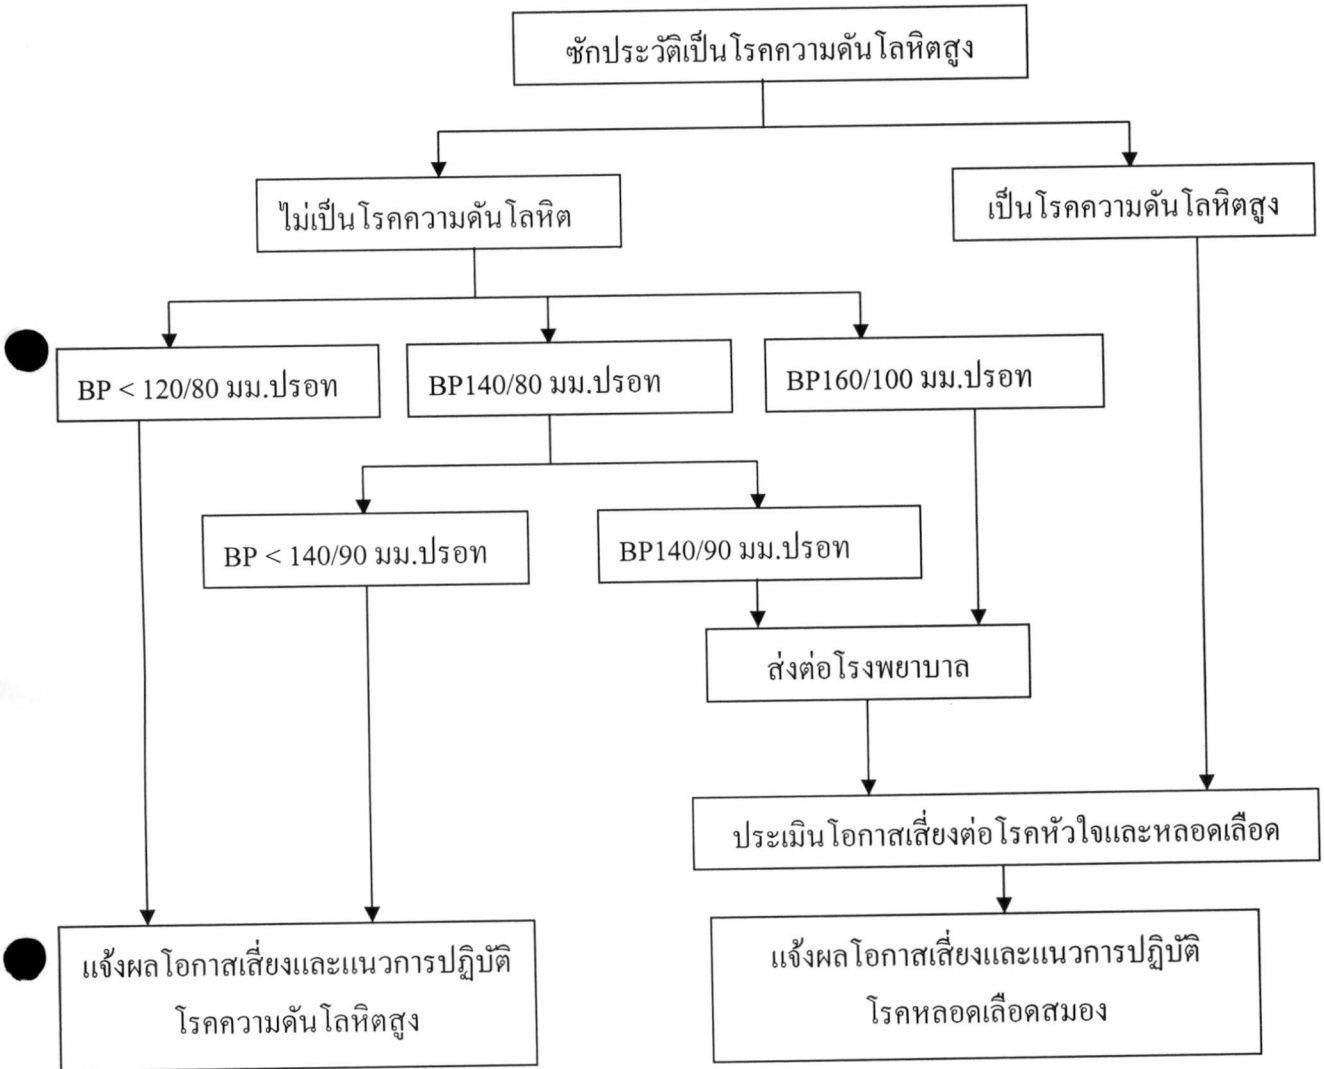 ซักประวัติเป็นโรคความดันโลหิตสูง
ไม่เป็นโรคความดันโลหิต
เป็นโรคความดันโลหิตสูง
BP < 120/80 มม.ปรอท
BP140/80 มม.ปรอท
BP160/100 มม.ปรอท
BP < 140/90 มม.ปรอท
BP140/90 มม.ปรอท
ส่งต่อโรงพยาบาล
ประเมินโอกาสเสี่ยงต่อโรคหัวใจและหลอดเลือด
แจ้งผลโอกาสเสี่ยงและแนวการปฏิบัติ
โรคความดันโลหิตสูง
แจ้งผลโอกาสเสี่ยงและแนวการปฏิบัติ
โรคหลอดเลือดสมอง